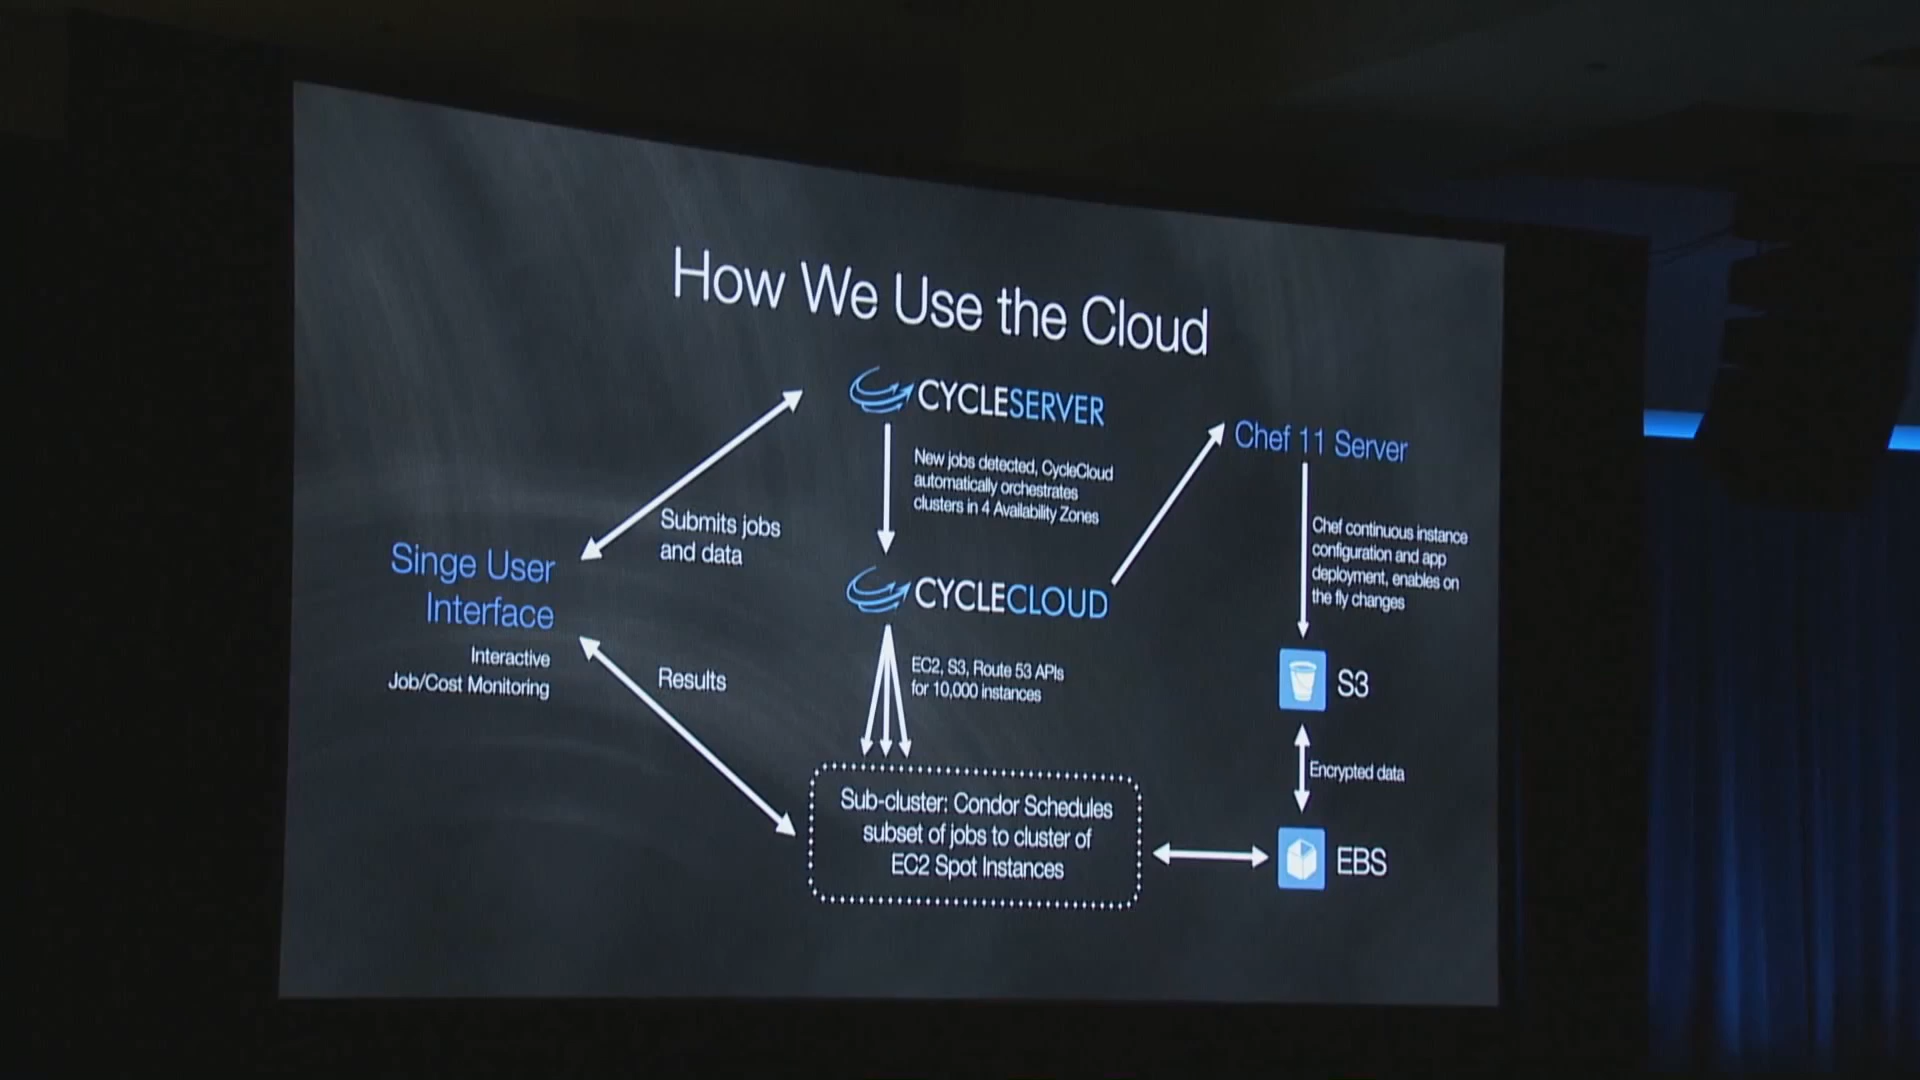 How We Use the Cloud
CYCLESERVER
Chef 11 Server
New jobs detected, CycleCloud
automatically orchestrates
clusters in 4 Availability Zones
Submits jobs
and data
Chef continuous instance
configuration and app
deployment, enables on
the fly changes
Singe User
Interface
Interactive
Job/Cost Monitoring
CYCLECLOUD
Results
EC2, S3, Route 53 APIs
for 10,000 instances
S3
Encrypted data
Sub-cluster: Condor Schedules
subset of jobs to cluster of
EC2 Spot Instances
EBS